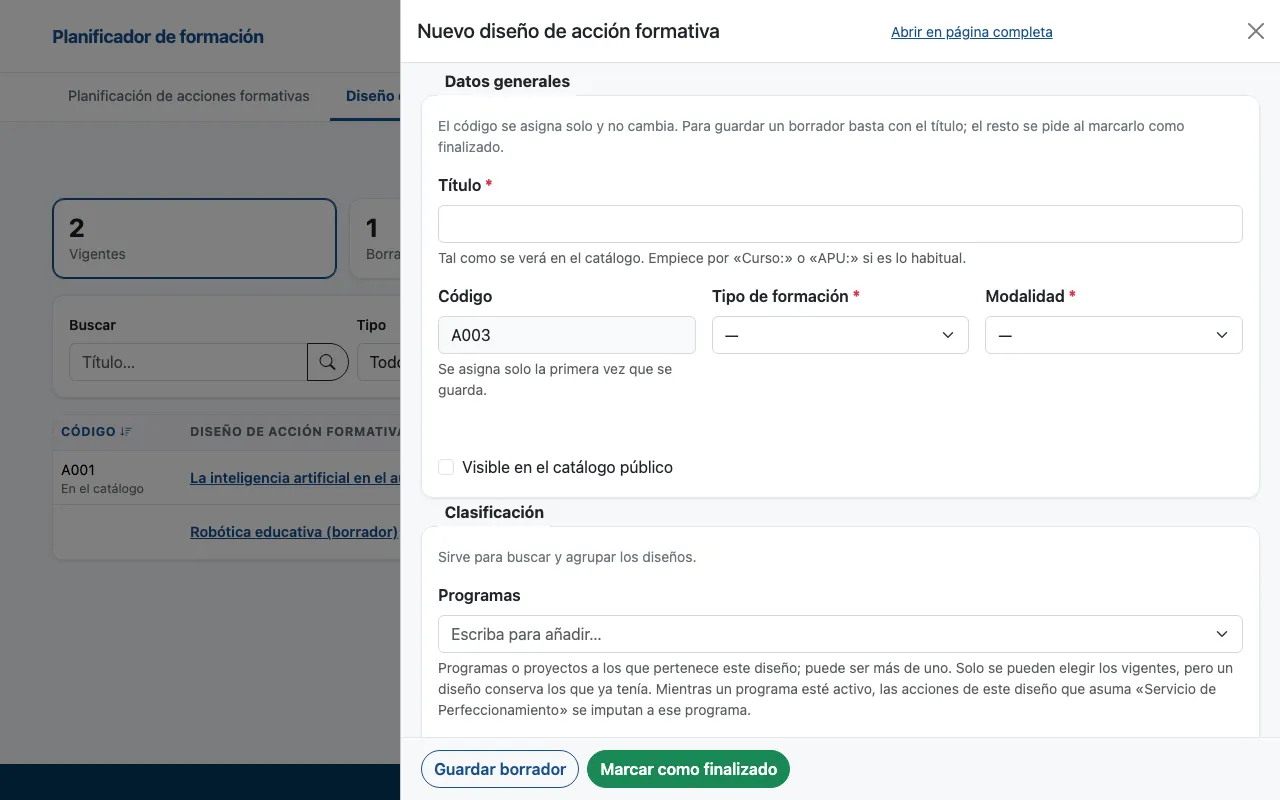 Planificador de formación
Nuevo diseño de acción formativa
Abrir en página completa
Planificación de acciones formativas
Diseño
Datos generales
El código se asigna solo y no cambia. Para guardar un borrador basta con el título; el resto se pide al marcarlo como
finalizado.
Título *
Tal como se verá en el catálogo. Empiece por «Curso:» o «APU:» si es lo habitual.
Código
Tipo de formación *
Modalidad *
A003
—
—
Se asigna solo la primera vez que se
guarda.
Visible en el catálogo público
Clasificación
Sirve para buscar y agrupar los diseños.
Programas
Escriba para añadir...
Programas o proyectos a los que pertenece este diseño; puede ser más de uno. Solo se pueden elegir los vigentes, pero un
diseño conserva los que ya tenía. Mientras un programa esté activo, las acciones de este diseño que asuma «Servicio de
Perfeccionamiento» se imputan a ese programa.
Guardar borrador
Marcar como finalizado
2
Vigentes
1
Borra
Buscar
Tipo
Título...
Todo
CÓDIGO
DISEÑO DE ACCIÓN FORMATIVA
A001
En el catálogo
La inteligencia artificial en el a
Robótica educativa (borrador)